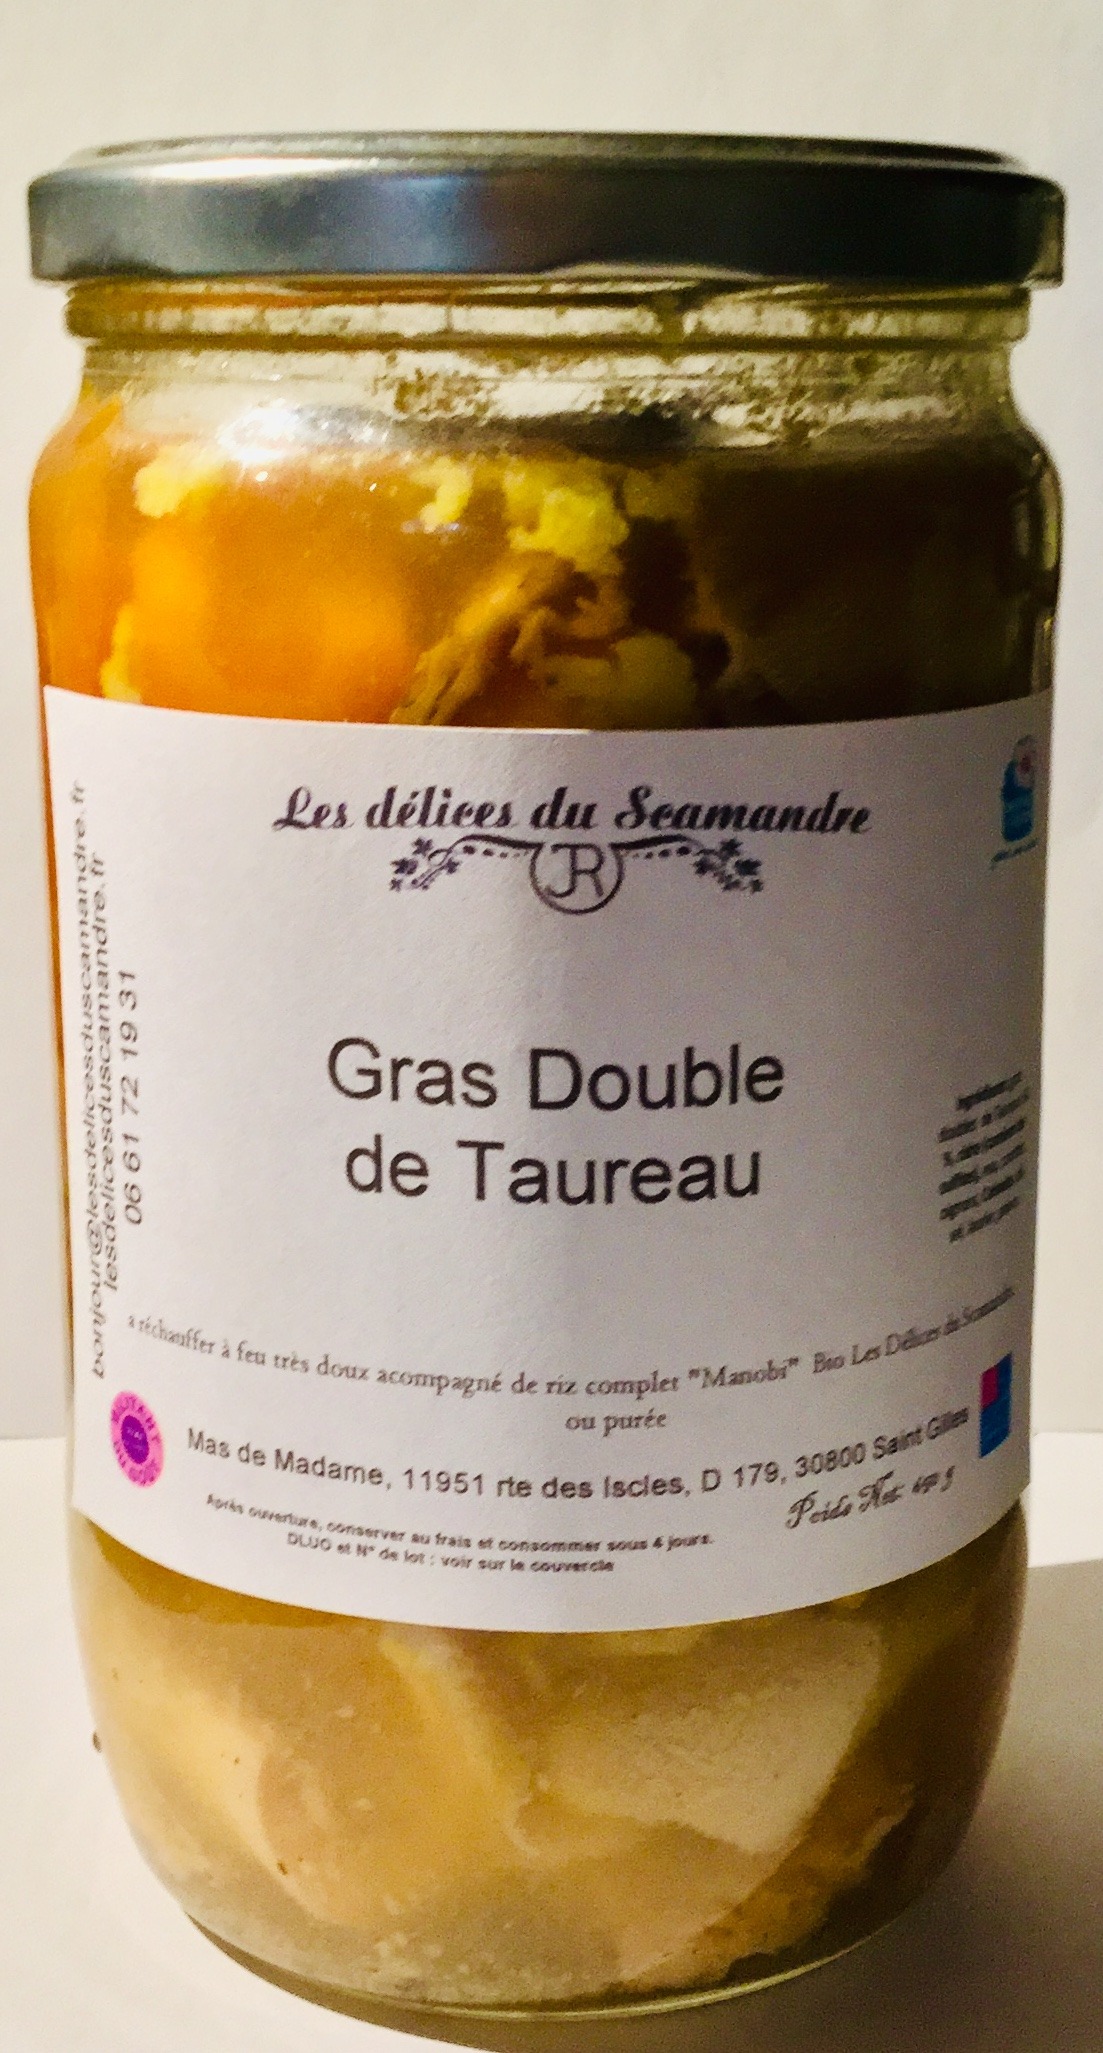 Les délices du Scamandre
JR
Gras Double
de Taureau
bonjour@lesdelicesduscamandre.fr
lesdelicesduscamandre.fr
06 61 72 19 31
a réchauffer à feu très doux acompagné de riz complet "Manobi" Bio Les Délices du Scamandre
ou purée
Mas de Madame, 11951 rte des Iscles, D 179, 30800 Saint Gilles
Poids Net:
Après ouverture, conserver au frais et consommer sous 4 jours.
DLUO et N° de lot : voir sur le couvercle
MILITANT
DU GOÛT